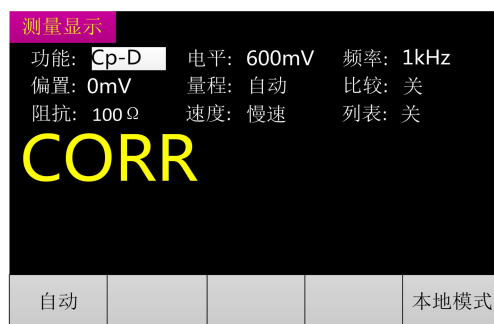 测量显示
功能: Cp-D 电平: 600mV 频率: 1kHz
偏置: 0mV 量程: 自动 比较: 关
阻抗: 100Ω 速度: 慢速 列表: 关
CORR
自动 本地模式